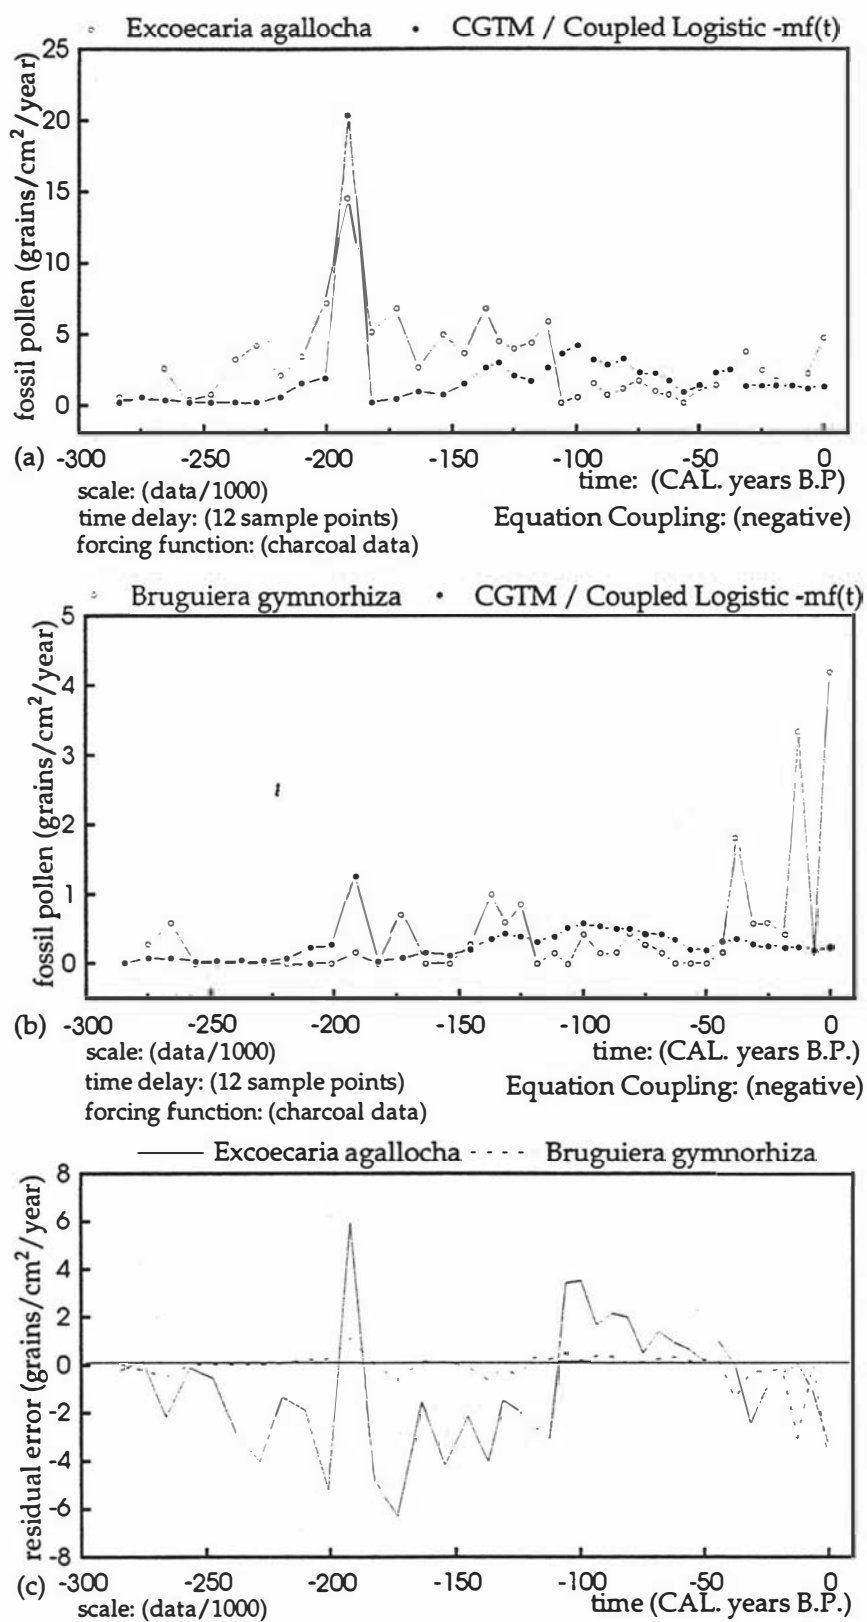 Excoecaria agallocha CGTM / Coupled Logistic -mf(t)
25
20
15
10
5
0
fossil pollen (grains/cm²/year)
(a) -300 -250 -200 -150 -100 -50 0
scale: (data/1000) time: (CAL. years B.P)
time delay: (12 sample points) Equation Coupling: (negative)
forcing function: (charcoal data)
Bruguiera gymnorhiza CGTM / Coupled Logistic -mf(t)
5
4
3
2
1
0
fossil pollen (grains/cm²/year)
(b) -300 -250 -200 -150 -100 -50 0
scale: (data/1000) time: (CAL. years B.P.)
time delay: (12 sample points) Equation Coupling: (negative)
forcing function: (charcoal data)
Excoecaria agallocha Bruguiera gymnorhiza
8
6
4
2
0
-2
-4
-6
-8
residual error (grains/cm²/year)
(c) -300 -250 -200 -150 -100 -50 0
scale: (data/1000) time (CAL. years B.P.)